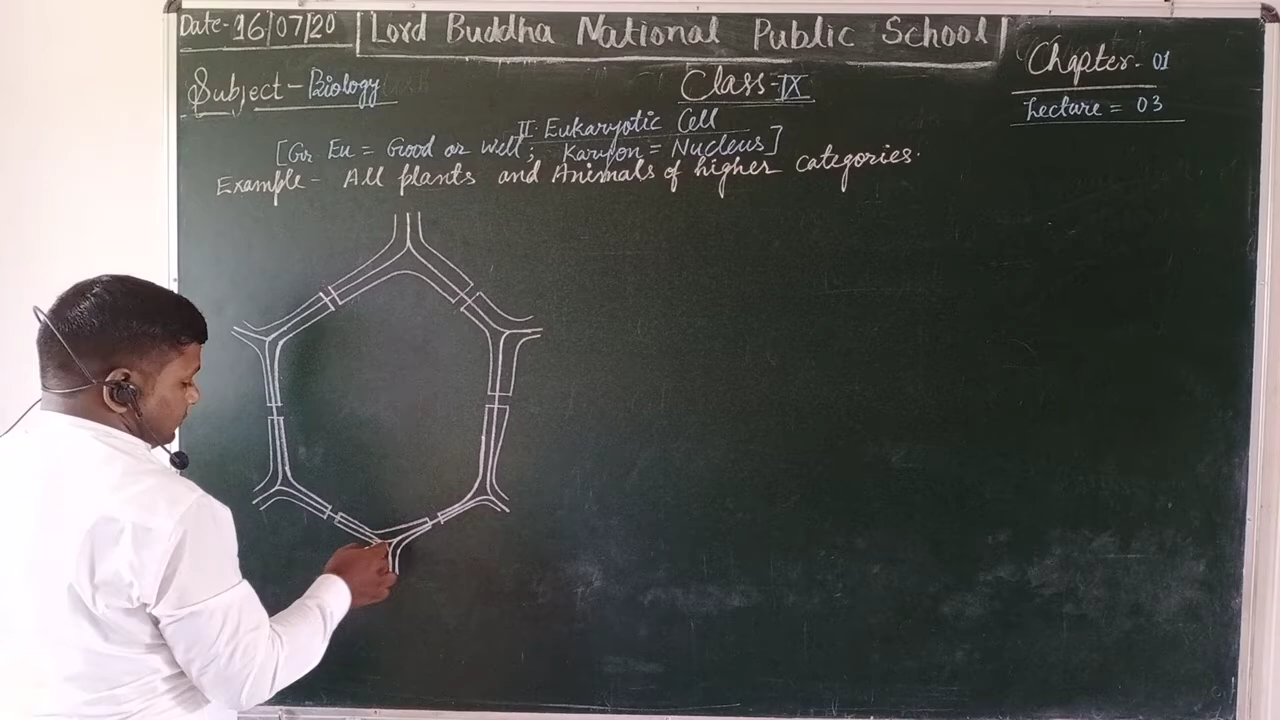 Date-16/07/20
Lord Buddha National Public School
Chapter-01
Subject-Biology
Class-IX
Lecture = 03
II. Eukaryotic Cell
[Gr. Eu = Good or Well; Karyon = Nucleus]
Example- All plants and Animals of higher categories.